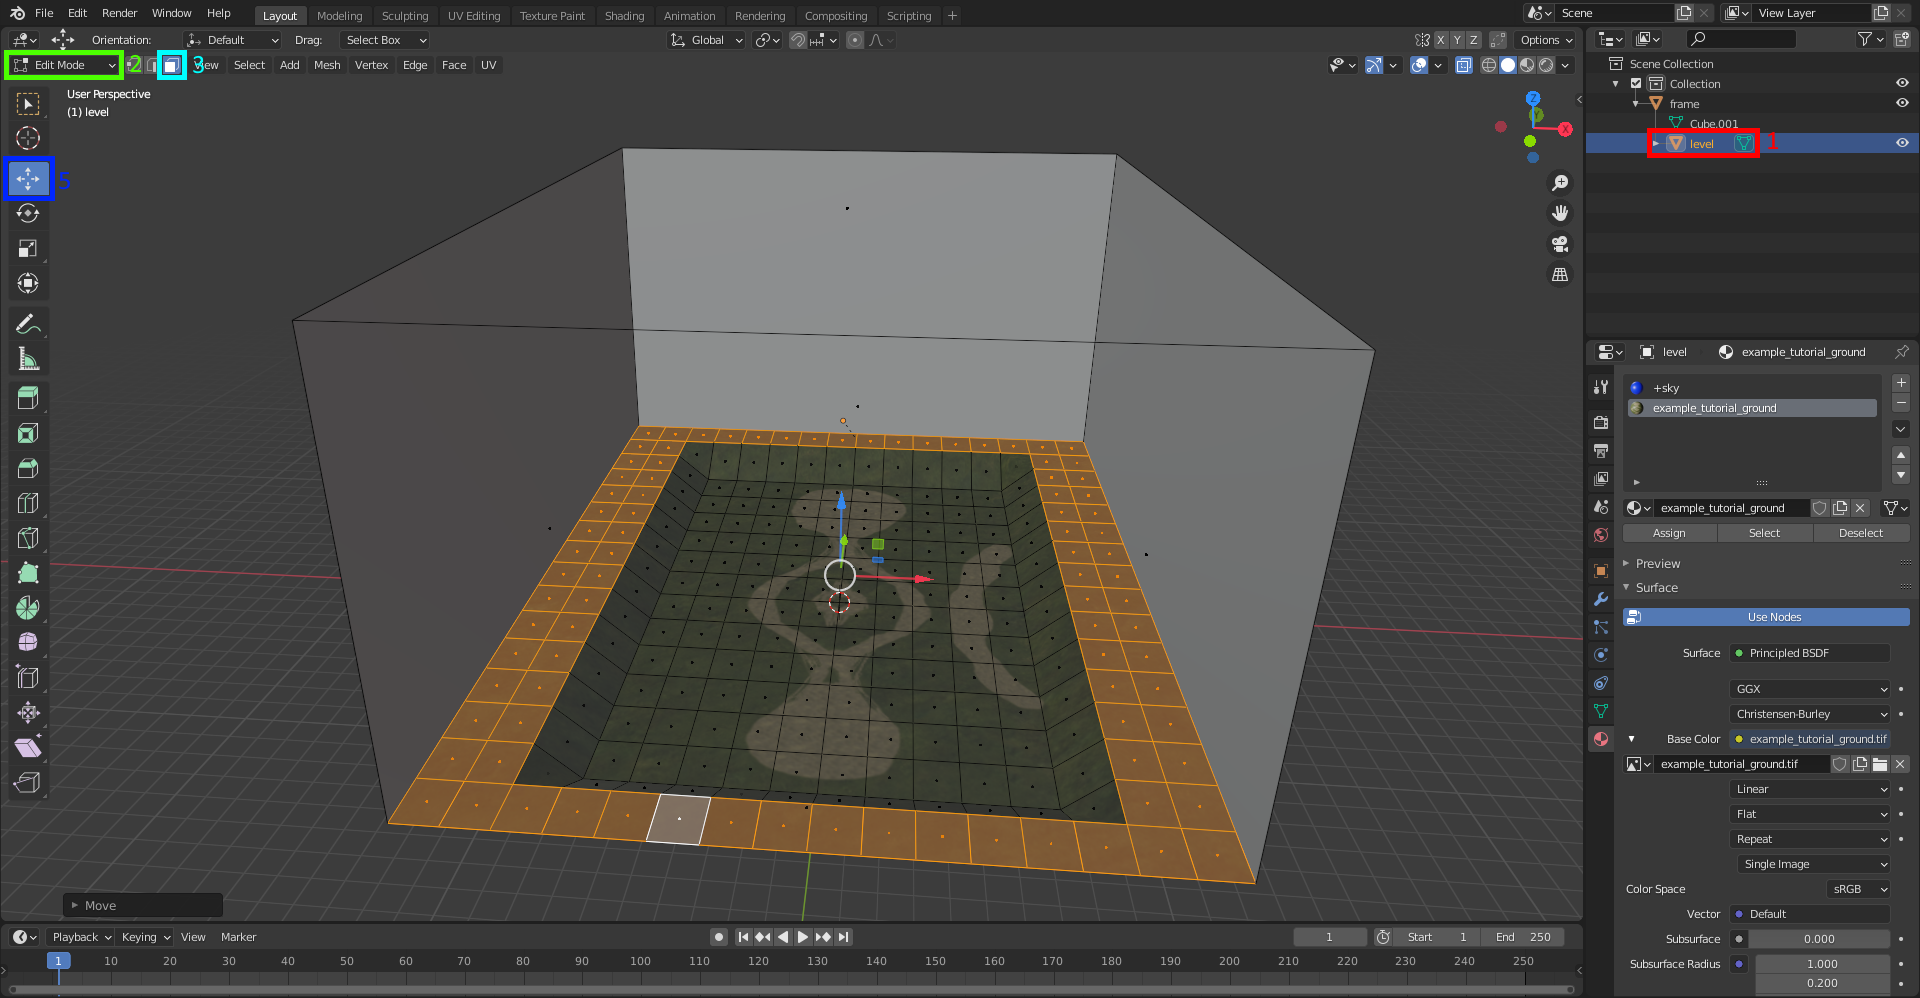 File Edit Render Window Help Layout Modeling Sculpting UV Editing Texture Paint Shading Animation Rendering Compositing Scripting + Scene View Layer
Orientation: Default Drag: Select Box Global X Y Z Options
Edit Mode 2 3 View Select Add Mesh Vertex Edge Face UV
User Perspective
(1) level
5
Z
Y
X
Scene Collection
Collection
frame
Cube.001
level 1
level example_tutorial_ground
+sky
example_tutorial_ground
example_tutorial_ground
Assign Select Deselect
Preview
Surface
Use Nodes
Surface Principled BSDF
GGX
Christensen-Burley
Base Color example_tutorial_ground.tif
example_tutorial_ground.tif
Linear
Flat
Repeat
Single Image
Color Space sRGB
Vector Default
Subsurface 0.000
Subsurface Radius 1.000
0.200
Move
Playback Keying View Marker 1 Start 1 End 250
1 10 20 30 40 50 60 70 80 90 100 110 120 130 140 150 160 170 180 190 200 210 220 230 240 250